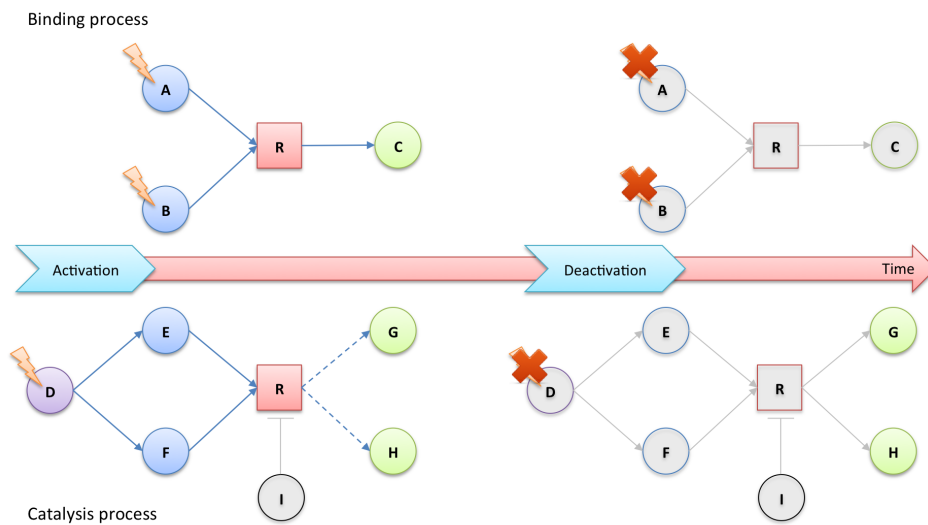 Binding process
A
A
R
C
R
C
B
B
Activation
Deactivation
Time
E
G
E
G
D
R
D
R
F
H
F
H
I
I
Catalysis process